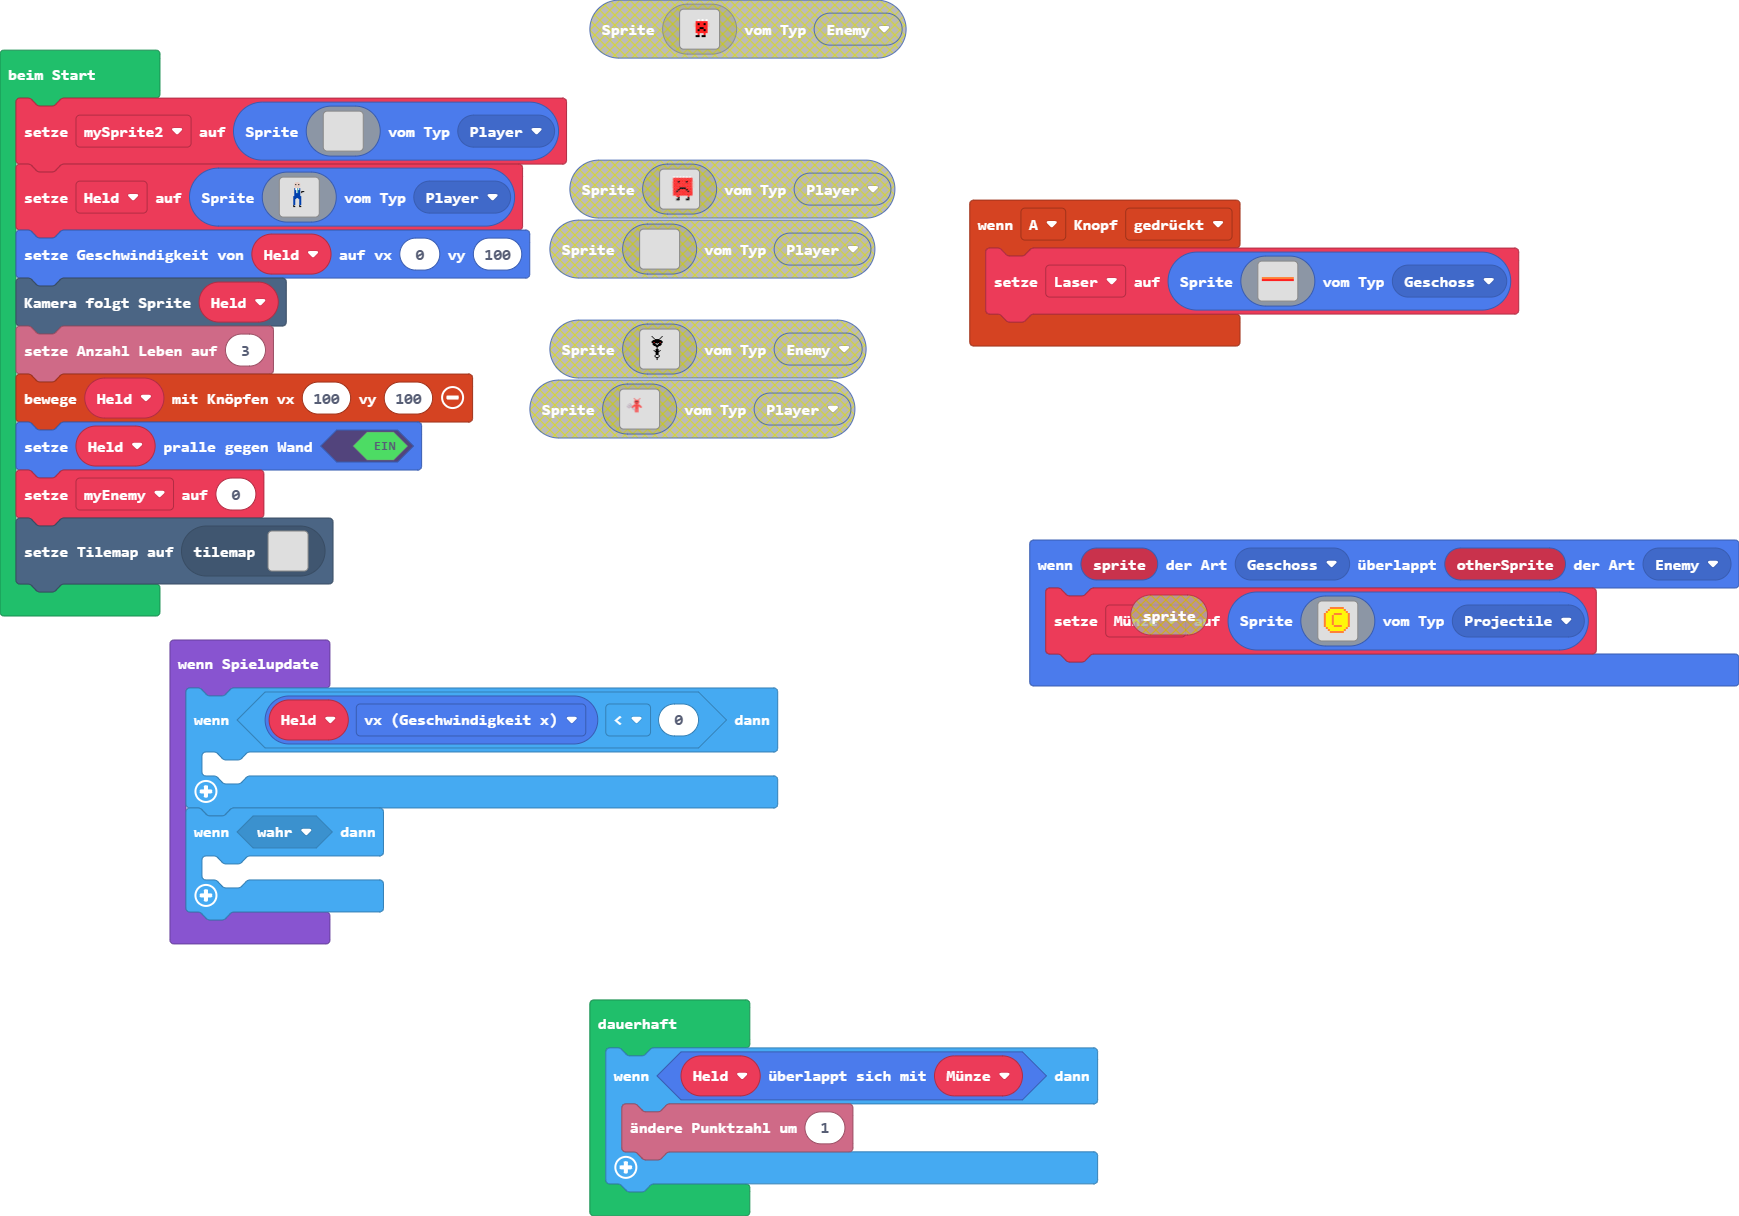 Sprite vom Typ Enemy
beim Start
setze mySprite2 auf Sprite vom Typ Player
setze Held auf Sprite vom Typ Player
setze Geschwindigkeit von Held auf vx 0 vy 100
Kamera folgt Sprite Held
setze Anzahl Leben auf 3
bewege Held mit Knöpfen vx 100 vy 100
setze Held pralle gegen Wand EIN
setze myEnemy auf 0
setze Tilemap auf tilemap
Sprite vom Typ Player
Sprite vom Typ Player
Sprite vom Typ Enemy
Sprite vom Typ Player
wenn A Knopf gedrückt
setze Laser auf Sprite vom Typ Geschoss
wenn sprite der Art Geschoss überlappt otherSprite der Art Enemy
setze sprite auf Sprite C vom Typ Projectile
wenn Spielupdate
wenn Held vx (Geschwindigkeit x) < 0 dann
wenn wahr dann
dauerhaft
wenn Held überlappt sich mit Münze dann
ändere Punktzahl um 1